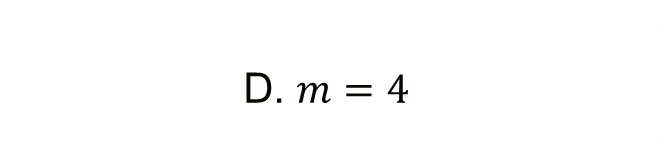 D. m = 4